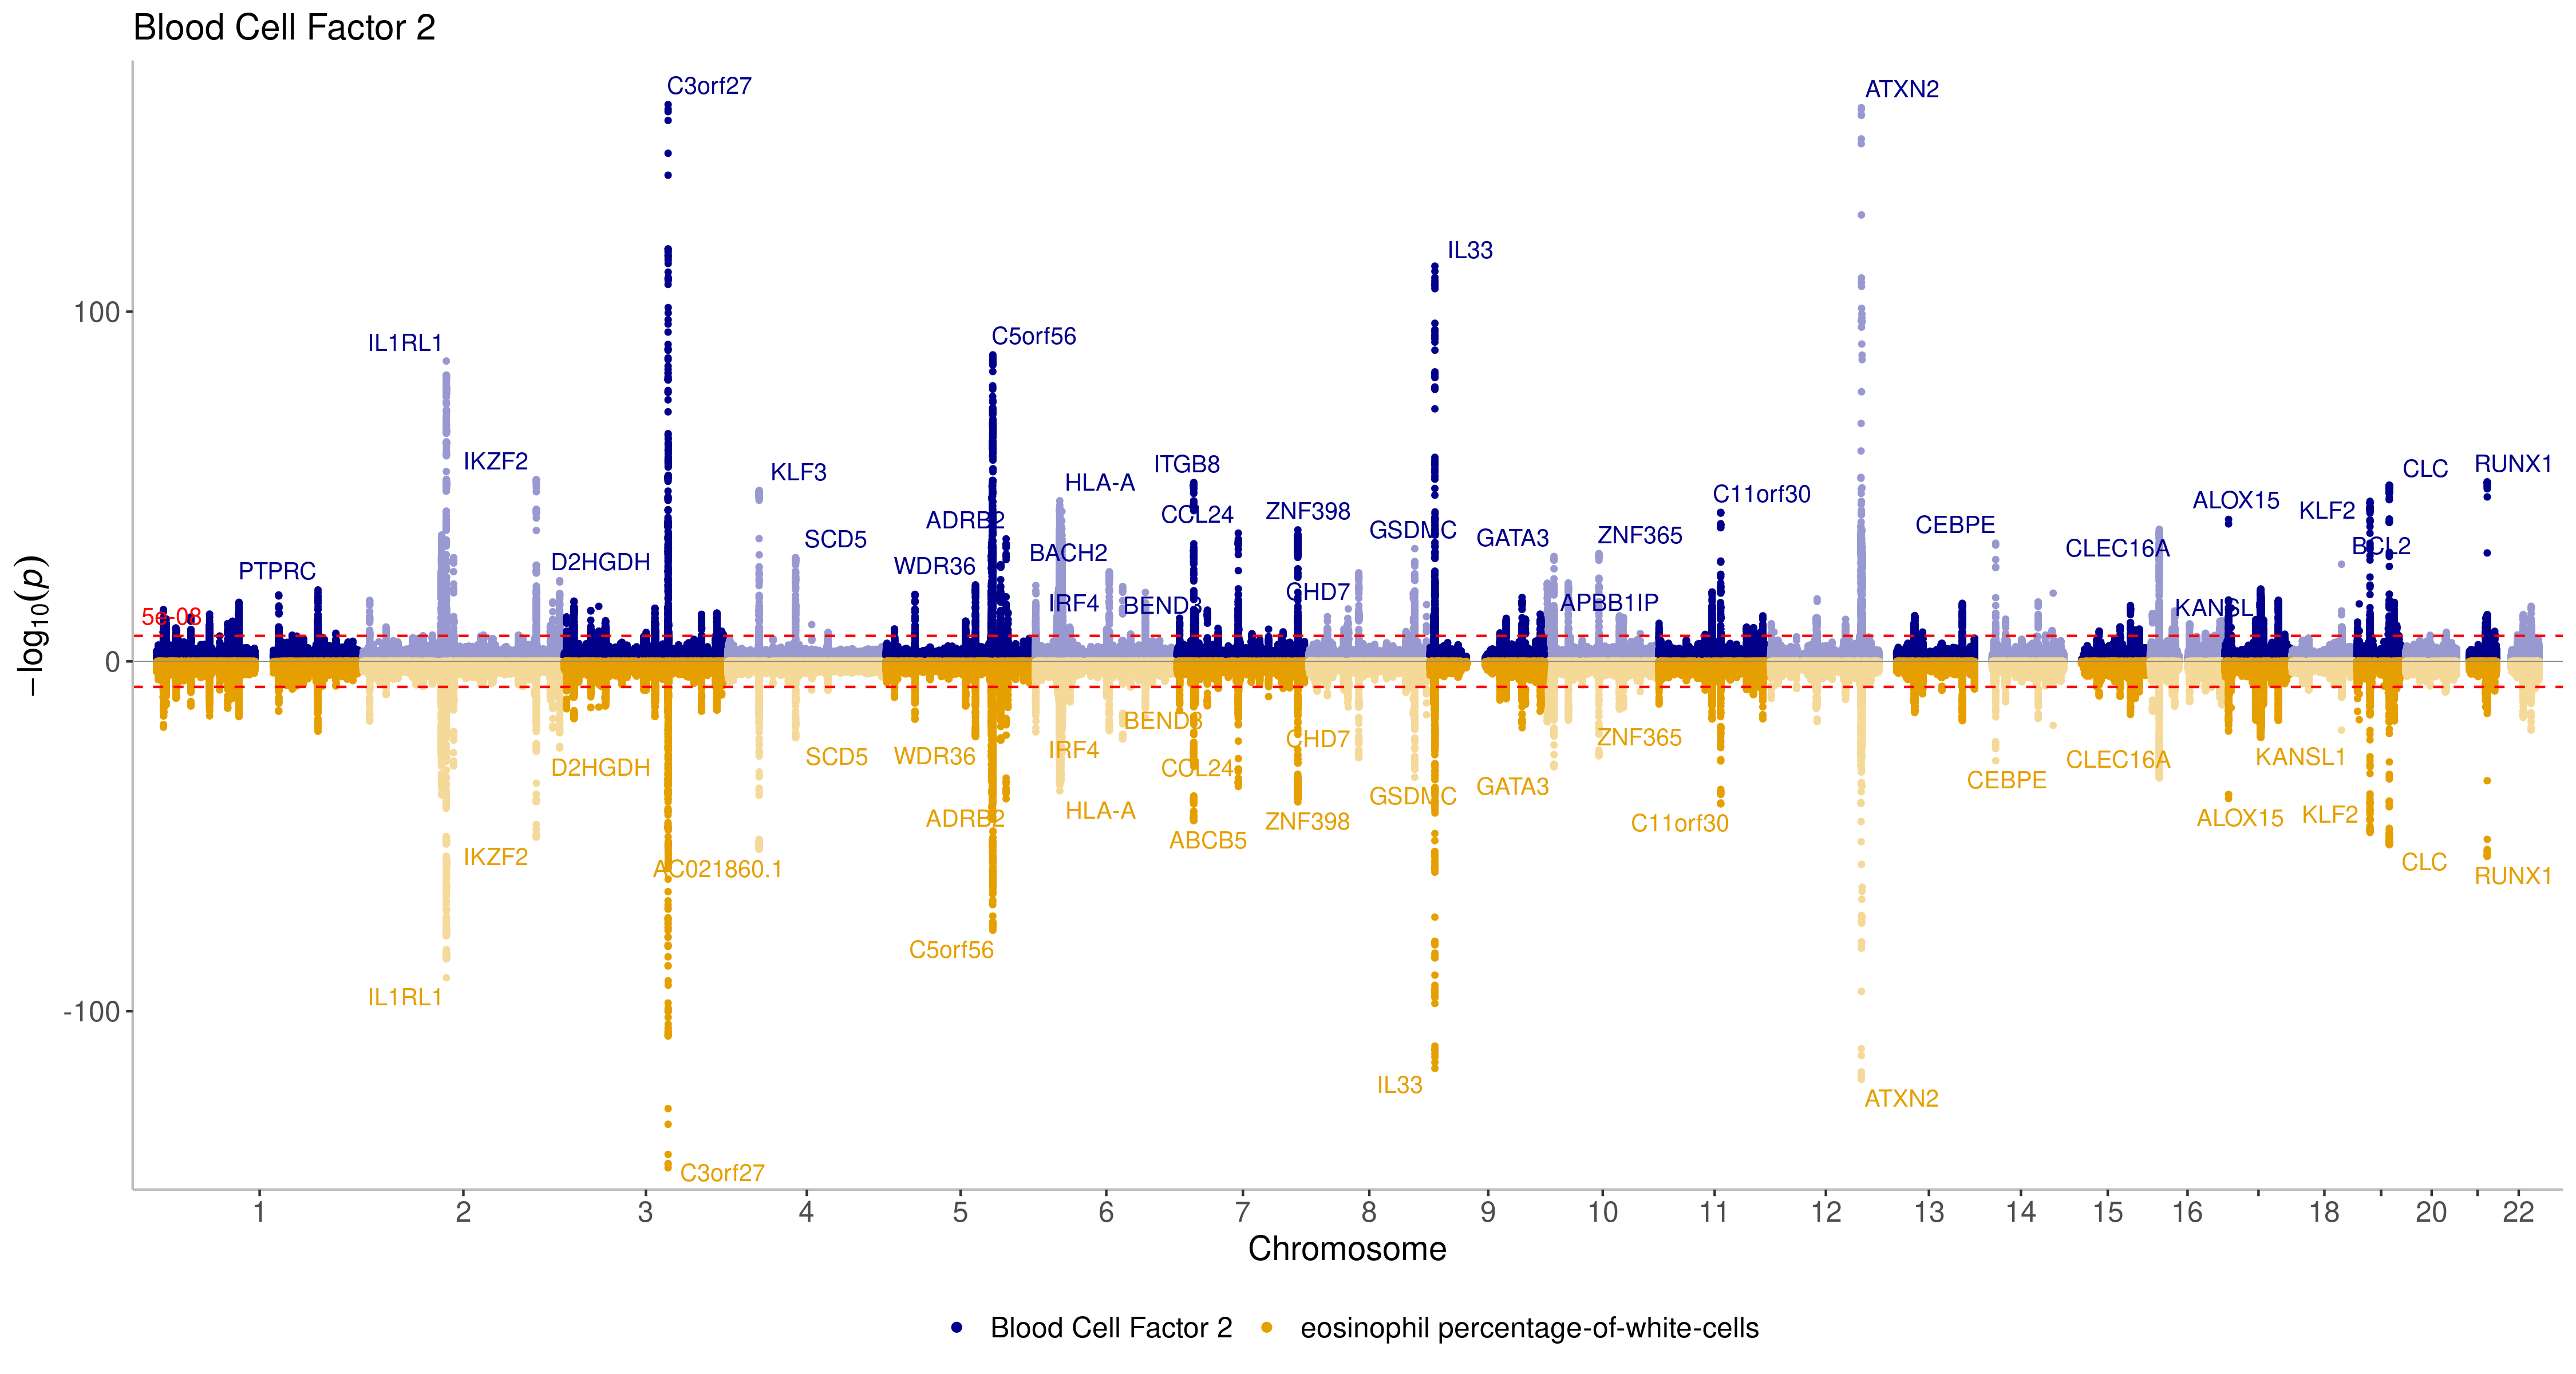 Blood Cell Factor 2
C3orf27
ATXN2
IL33
100
IL1RL1
C5orf56
IKZF2
KLF3
HLA-A
ITGB8
CLC
RUNX1
C11orf30
ALOX15
KLF2
ADRB2
CCL24
ZNF398
GSDMC
GATA3
ZNF365
CEBPE
SCD5
BACH2
CLEC16A
BCL2
PTPRC
D2HGDH
WDR36
IRF4
BEND3
CHD7
APBB1IP
KANSL1
5e-08
−log10(p)
0
BEND3
D2HGDH
SCD5
WDR36
IRF4
CCL24
CHD7
ZNF365
CLEC16A
KANSL1
GSDMC
GATA3
CEBPE
ADRB2
HLA-A
ZNF398
C11orf30
ALOX15
KLF2
IKZF2
AC021860.1
ABCB5
CLC
RUNX1
C5orf56
IL1RL1
-100
IL33
ATXN2
C3orf27
1 2 3 4 5 6 7 8 9 10 11 12 13 14 15 16 18 20 22
Chromosome
Blood Cell Factor 2 eosinophil percentage-of-white-cells